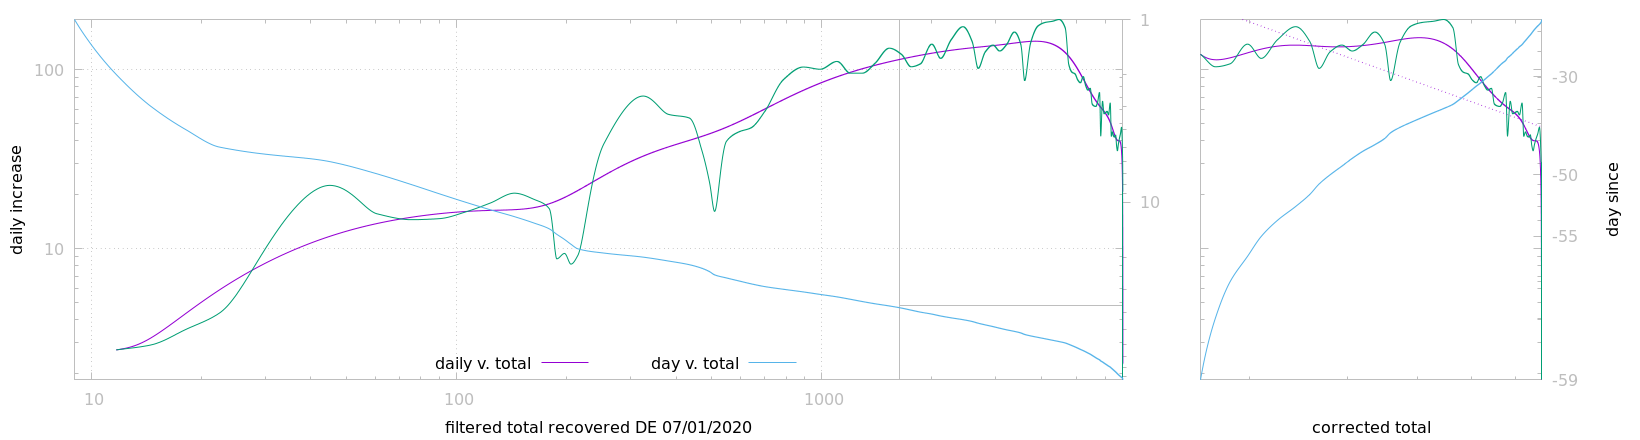 daily increase
100
10
daily v. total
day v. total
10
100
1000
filtered total recovered DE 07/01/2020
1
10
-30
-50
-55
-59
day since
corrected total